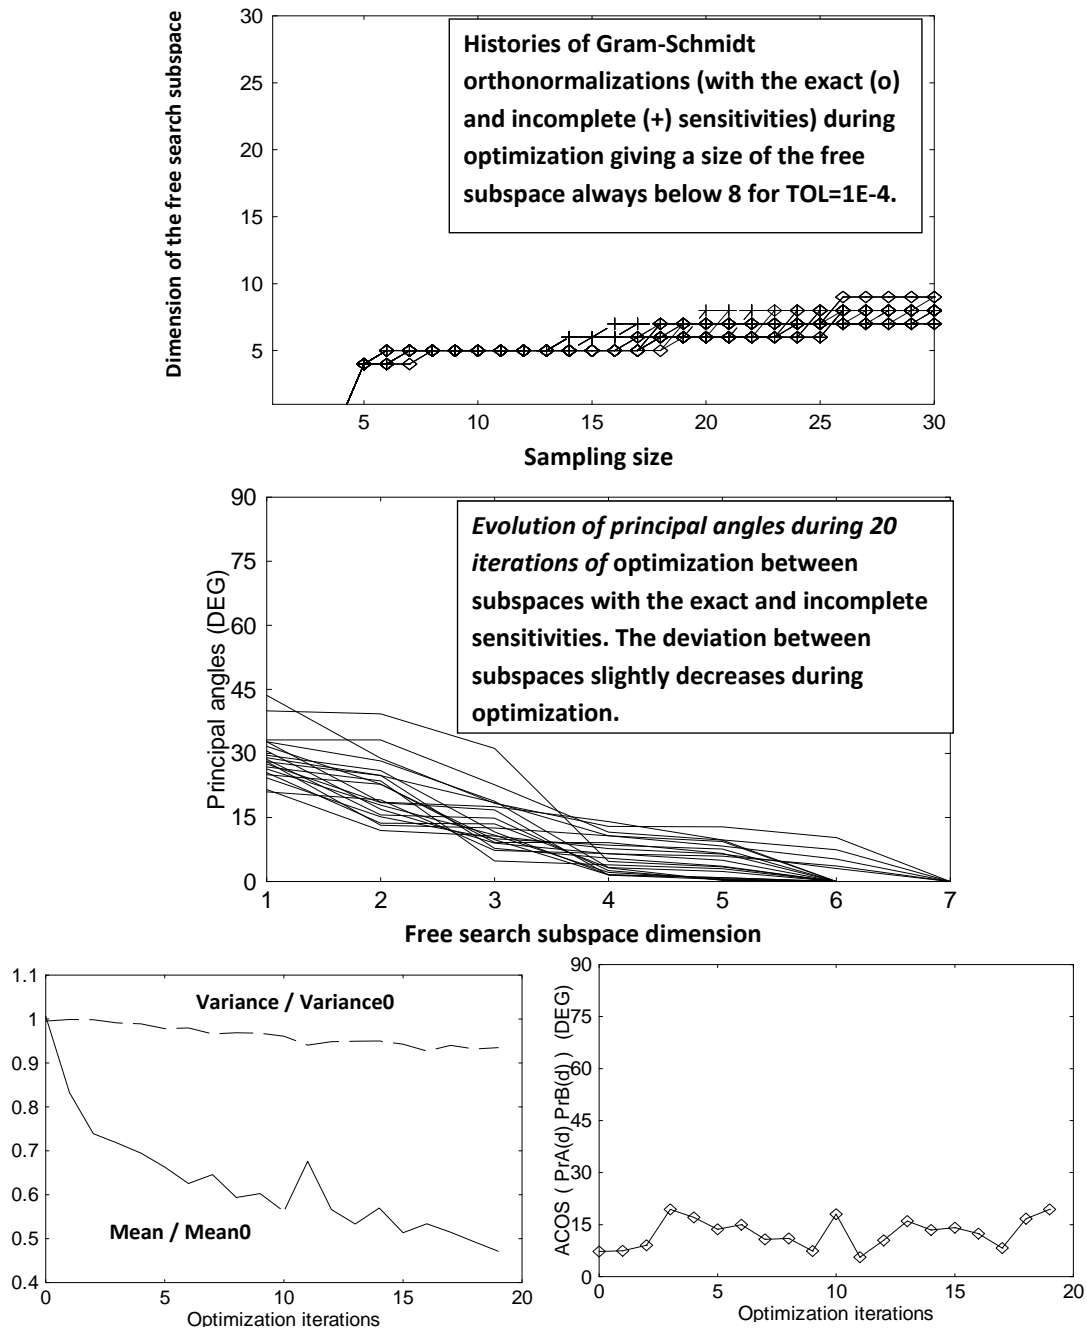 Dimension of the free search subspace
30
25
20
15
10
5
Histories of Gram-Schmidt
orthonormalizations (with the exact (o)
and incomplete (+) sensitivities) during
optimization giving a size of the free
subspace always below 8 for TOL=1E-4.
5 10 15 20 25 30
Sampling size
Principal angles (DEG)
90
75
60
45
30
15
0
Evolution of principal angles during 20
iterations of optimization between
subspaces with the exact and incomplete
sensitivities. The deviation between
subspaces slightly decreases during
optimization.
1 2 3 4 5 6 7
Free search subspace dimension
1.1
1
0.9
0.8
0.7
0.6
0.5
0.4
Variance / Variance0
Mean / Mean0
0 5 10 15 20
Optimization iterations
ACOS ( PrA(d) PrB(d) ) (DEG)
90
75
60
45
30
15
0
0 5 10 15 20
Optimization iterations